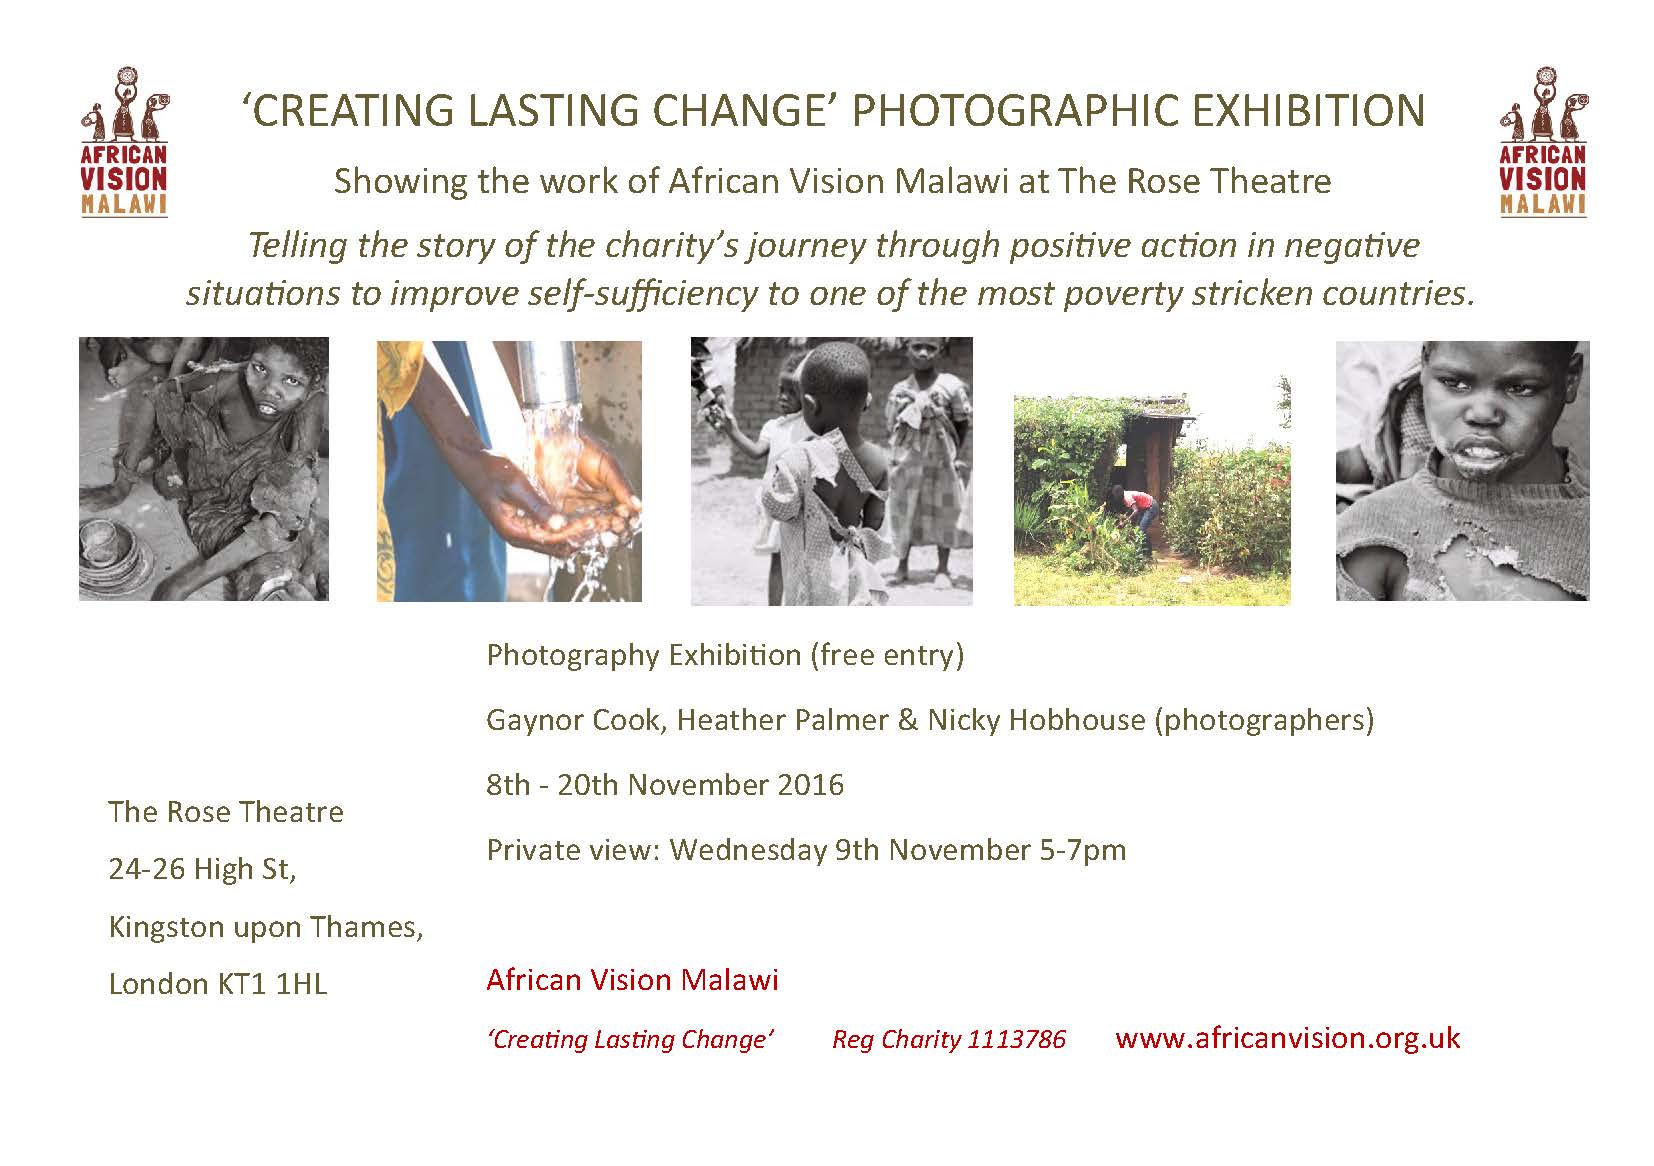 AFRICAN
VISION
MALAWI
‘CREATING LASTING CHANGE’ PHOTOGRAPHIC EXHIBITION
AFRICAN
VISION
MALAWI
Showing the work of African Vision Malawi at The Rose Theatre
Telling the story of the charity’s journey through positive action in negative
situations to improve self-sufficiency to one of the most poverty stricken countries.
Photography Exhibition (free entry)
Gaynor Cook, Heather Palmer & Nicky Hobhouse (photographers)
8th - 20th November 2016
Private view: Wednesday 9th November 5-7pm
The Rose Theatre
24-26 High St,
Kingston upon Thames,
London KT1 1HL
African Vision Malawi
‘Creating Lasting Change’ Reg Charity 1113786 www.africanvision.org.uk